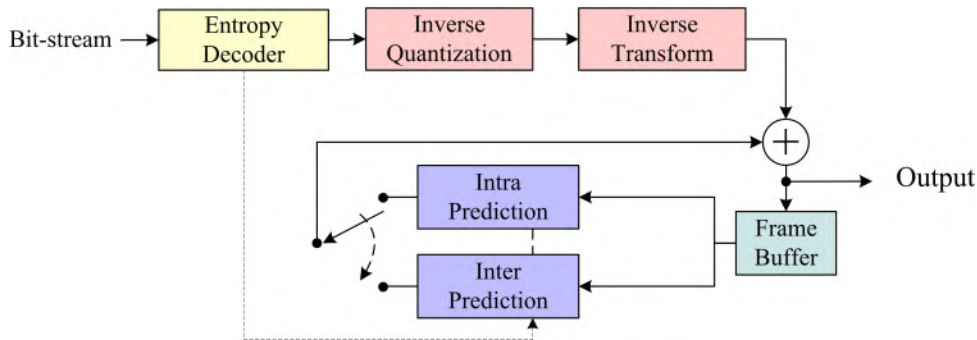 Bit-stream
Entropy
Decoder
Inverse
Quantization
Inverse
Transform
Intra
Prediction
Output
Frame
Buffer
Inter
Prediction